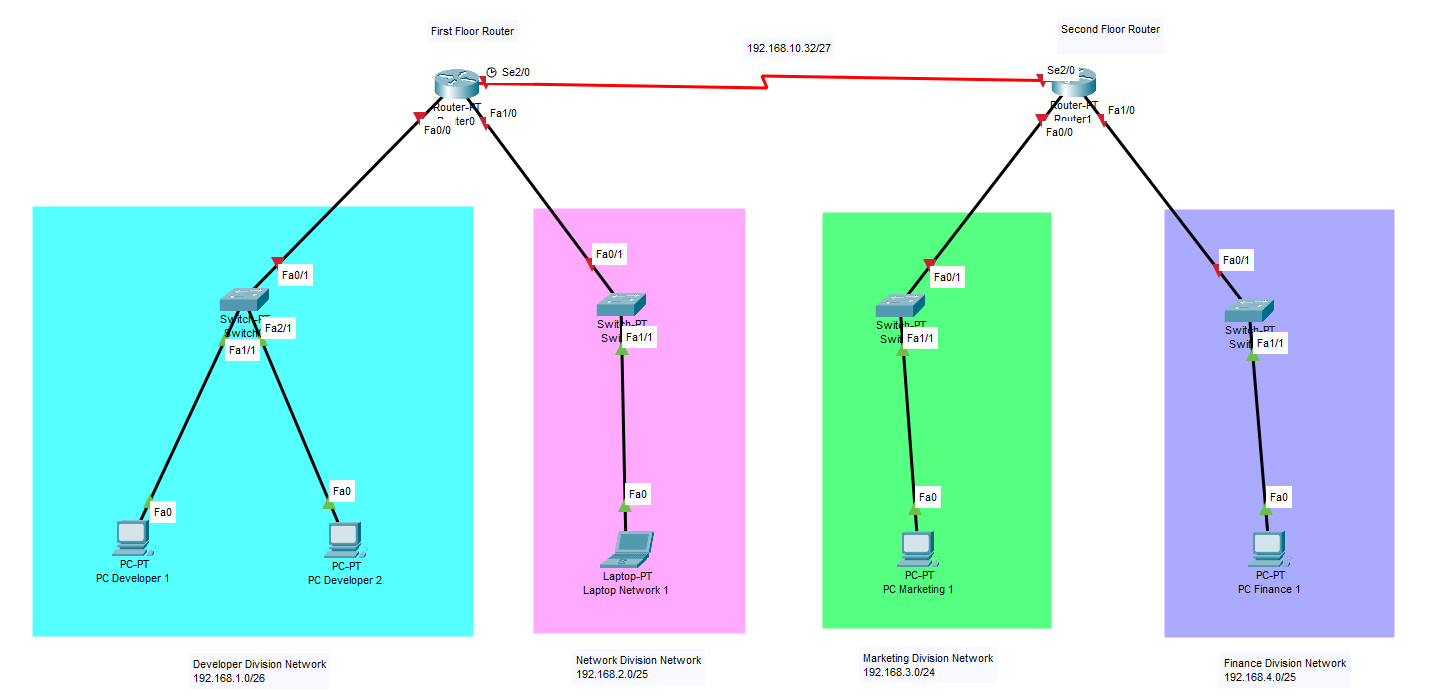 First Floor Router
Second Floor Router
192.168.10.32/27
Se2/0
Se2/0
Router-PT
Fa0/0
Fa1/0
Router-PT
Router1
Fa0/0
Fa1/0
Fa0/1
Fa0/1
Fa0/1
Fa0/1
Switch-PT
Fa2/1
Fa1/1
Switch-PT
Fa1/1
Switch-PT
Fa1/1
Switch-PT
Fa1/1
Fa0
Fa0
Fa0
Fa0
Fa0
PC-PT
PC Developer 1
PC-PT
PC Developer 2
Laptop-PT
Laptop Network 1
PC-PT
PC Marketing 1
PC-PT
PC Finance 1
Developer Division Network
192.168.1.0/26
Network Division Network
192.168.2.0/25
Marketing Division Network
192.168.3.0/24
Finance Division Network
192.168.4.0/25